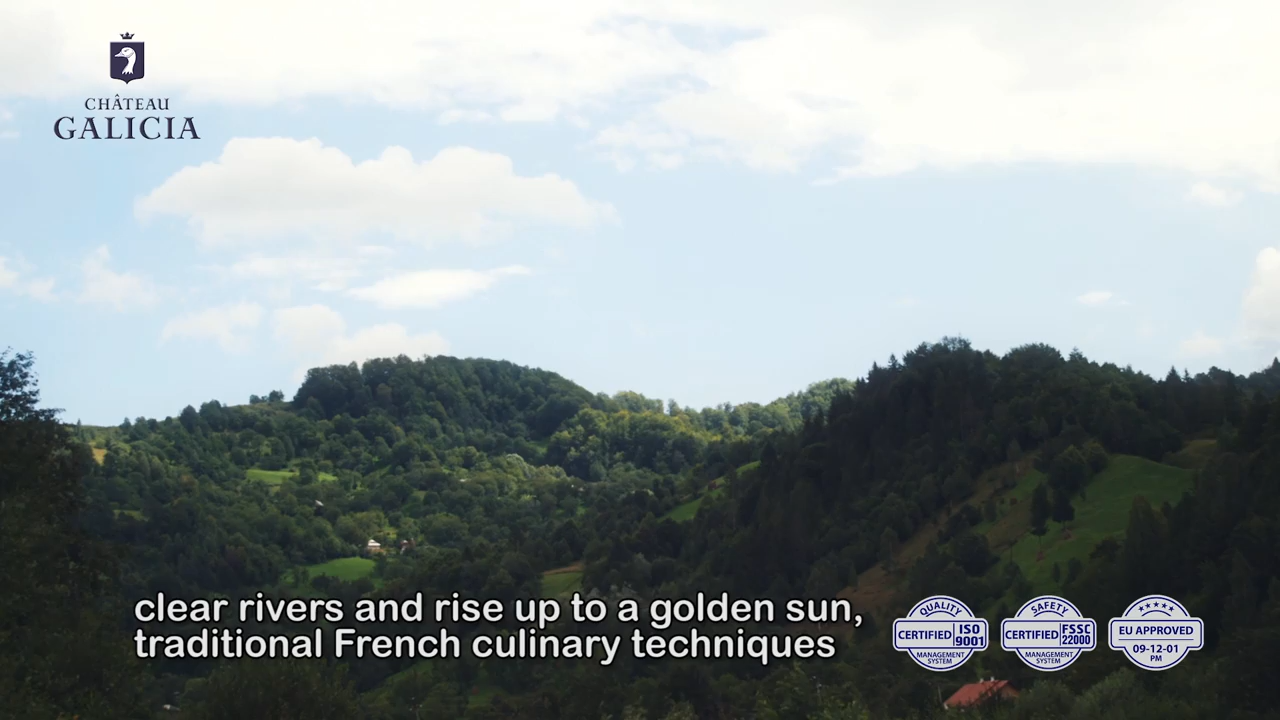 CHÂTEAU
GALICIA
clear rivers and rise up to a golden sun,
traditional French culinary techniques
QUALITY
CERTIFIED ISO 9001
MANAGEMENT
SYSTEM
SAFETY
CERTIFIED FSSC 22000
MANAGEMENT
SYSTEM
EU APPROVED
09-12-01
PM